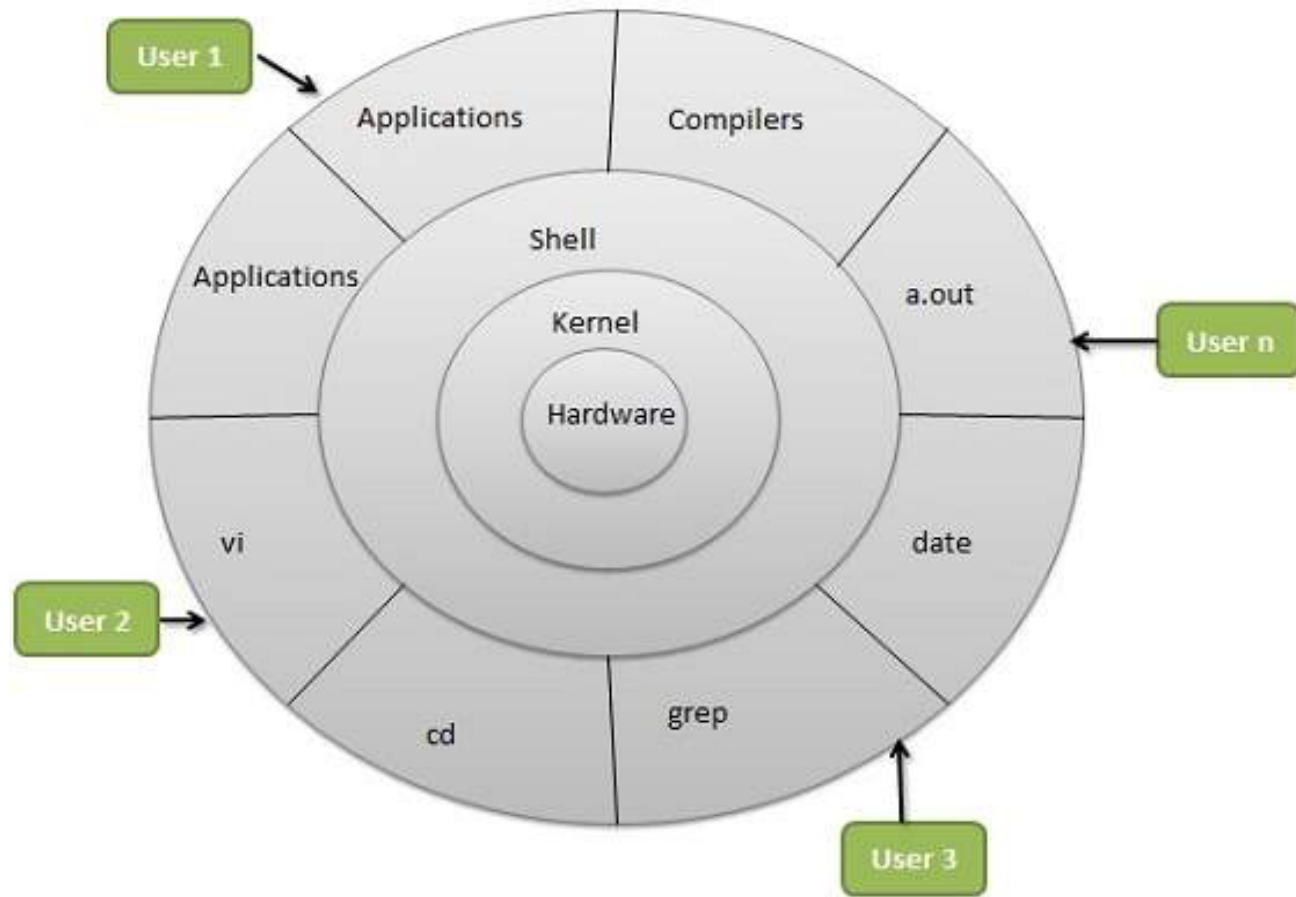 User 1
Applications
Compilers
Shell
Applications
a.out
Kernel
User n
Hardware
vi
date
User 2
cd
grep
User 3